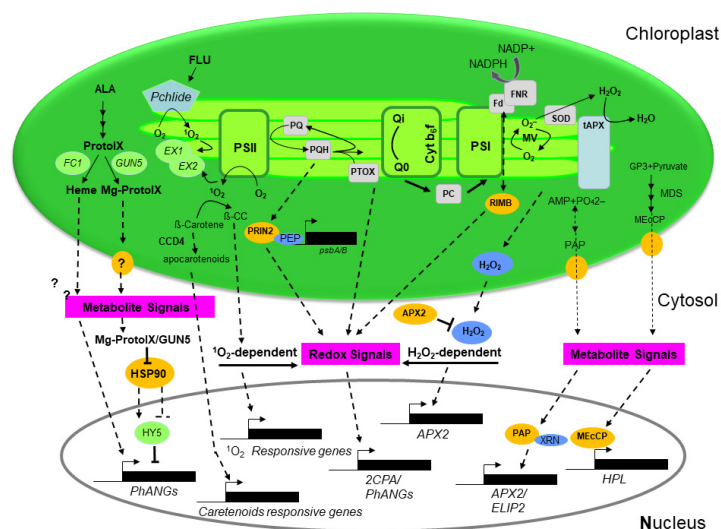 Chloroplast
NADP+
NADPH
FLU
ALA
Pchlide
FNR
Fd
H₂O₂
SOD
O₂–
H₂O
tAPX
MV
O₂
O₂
¹O₂
EX1
EX2
PSII
PQ
PQH
PTOX
Qi
Q0
Cyt b₆f
PSI
PC
ProtoIX
FC1
GUN5
Heme Mg-ProtoIX
¹O₂
O₂
RIMB
GP3+Pyruvate
MDS
MEcCP
AMP+PO₄2–
PAP
ß-Carotene
ß-CC
CCD4
apocarotenoids
PRIN2
PEP
psbA/B
H₂O₂
?
?
?
Cytosol
Metabolite Signals
APX2
H₂O₂
Mg-ProtoIX/GUN5
¹O₂-dependent
Redox Signals
H₂O₂-dependent
Metabolite Signals
HSP90
HY5
PhANGs
¹O₂ Responsive genes
Caretenoids responsive genes
2CPA/
PhANGs
APX2
PAP
XRN
MEcCP
APX2/
ELIP2
HPL
Nucleus